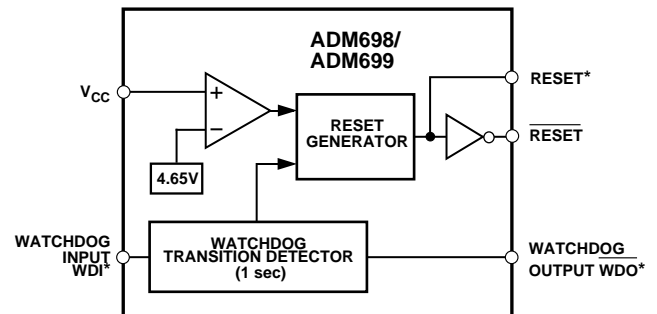 ADM698/
ADM699
VCC
+
−
4.65V
RESET
GENERATOR
RESET*
RESET
WATCHDOG
INPUT
WDI*
WATCHDOG
TRANSITION DETECTOR
(1 sec)
WATCHDOG
OUTPUT WDO*